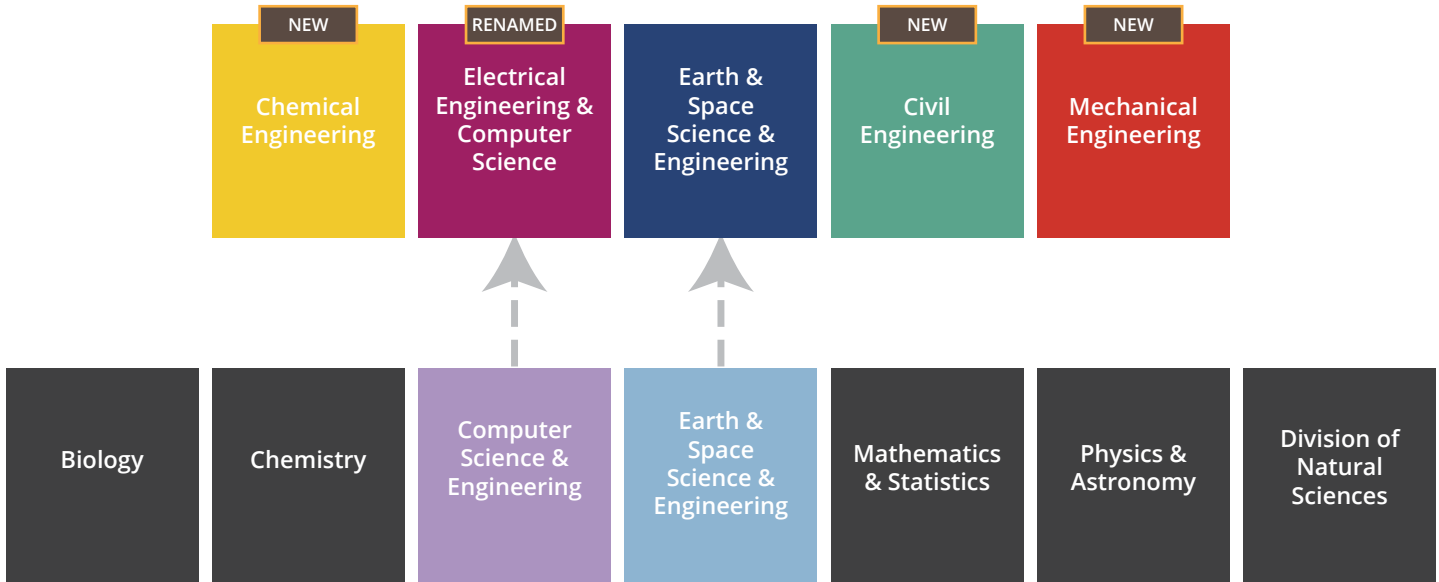 NEW
Chemical
Engineering
RENAMED
Electrical
Engineering &
Computer
Science
Earth &
Space
Science &
Engineering
NEW
Civil
Engineering
NEW
Mechanical
Engineering
Biology
Chemistry
Computer
Science &
Engineering
Earth &
Space
Science &
Engineering
Mathematics
& Statistics
Physics &
Astronomy
Division of
Natural
Sciences